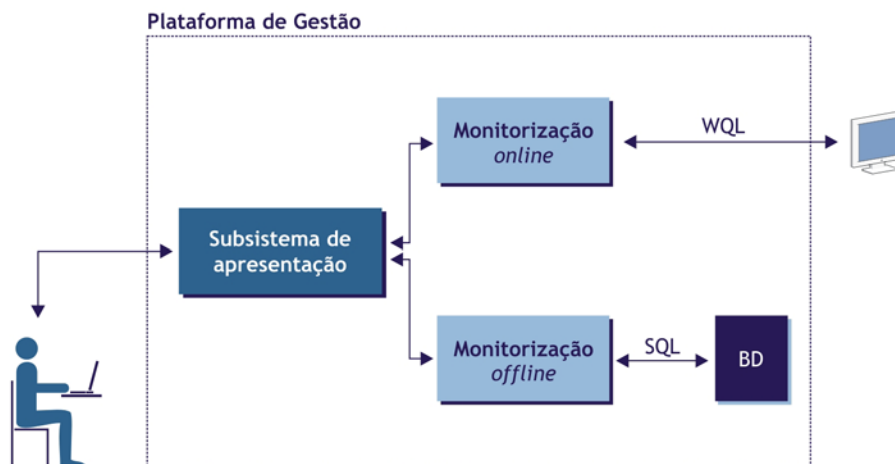 Plataforma de Gestão
Monitorização
online
WQL
Subsistema de
apresentação
Monitorização
offline
SQL
BD